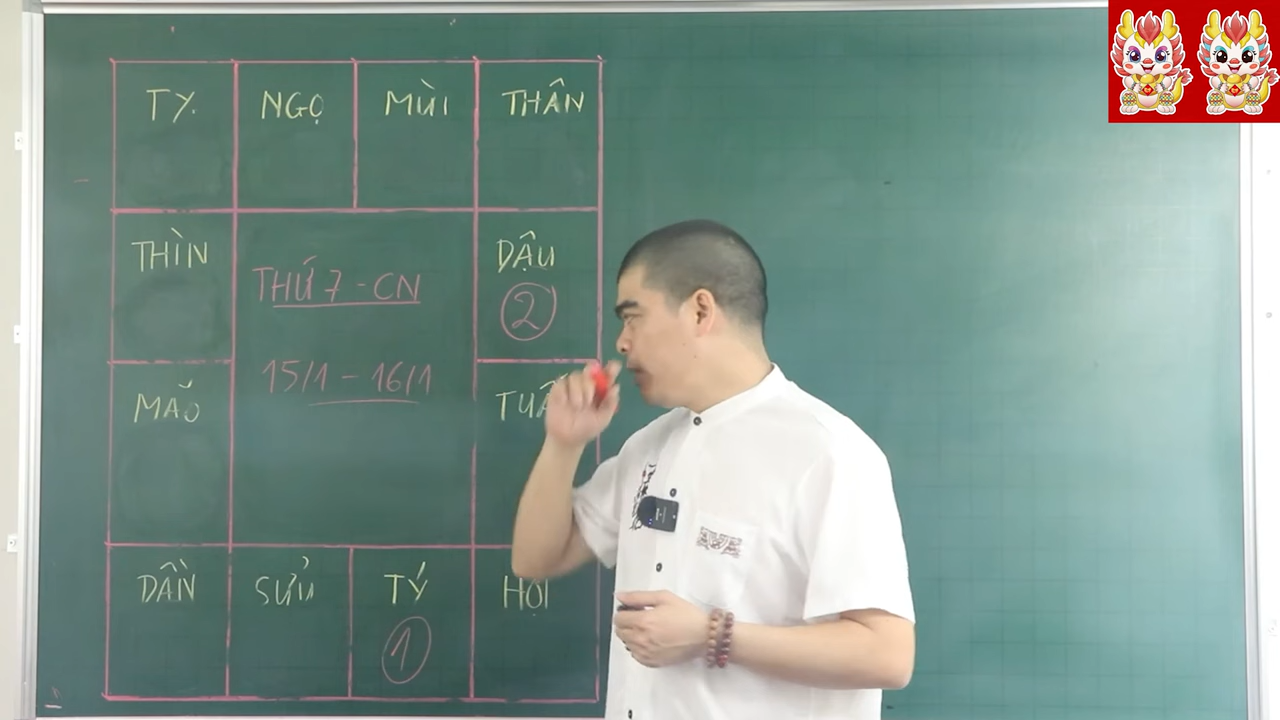 TỴ NGỌ MÙI THÂN
THÌN DẬU
THỨ 7 - CN
2
15/1 - 16/1
MÃO
DẦN SỬU TÝ HỢI
1